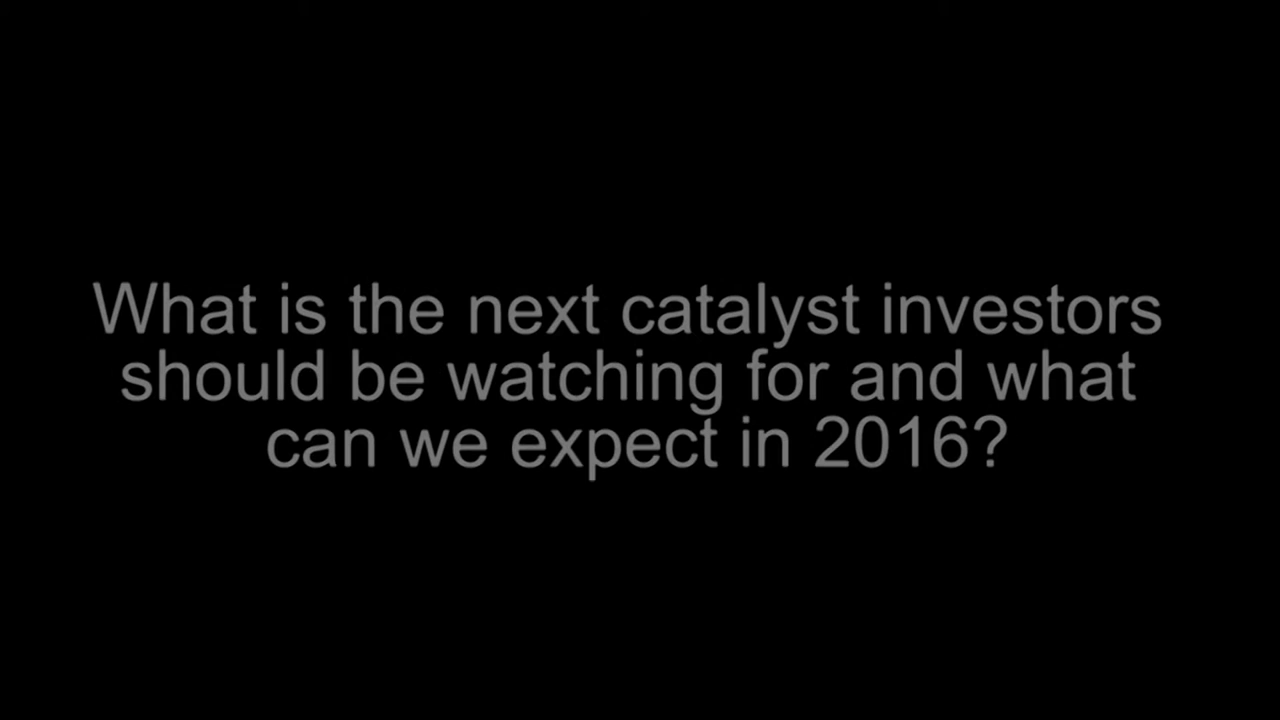 What is the next catalyst investors
should be watching for and what
can we expect in 2016?